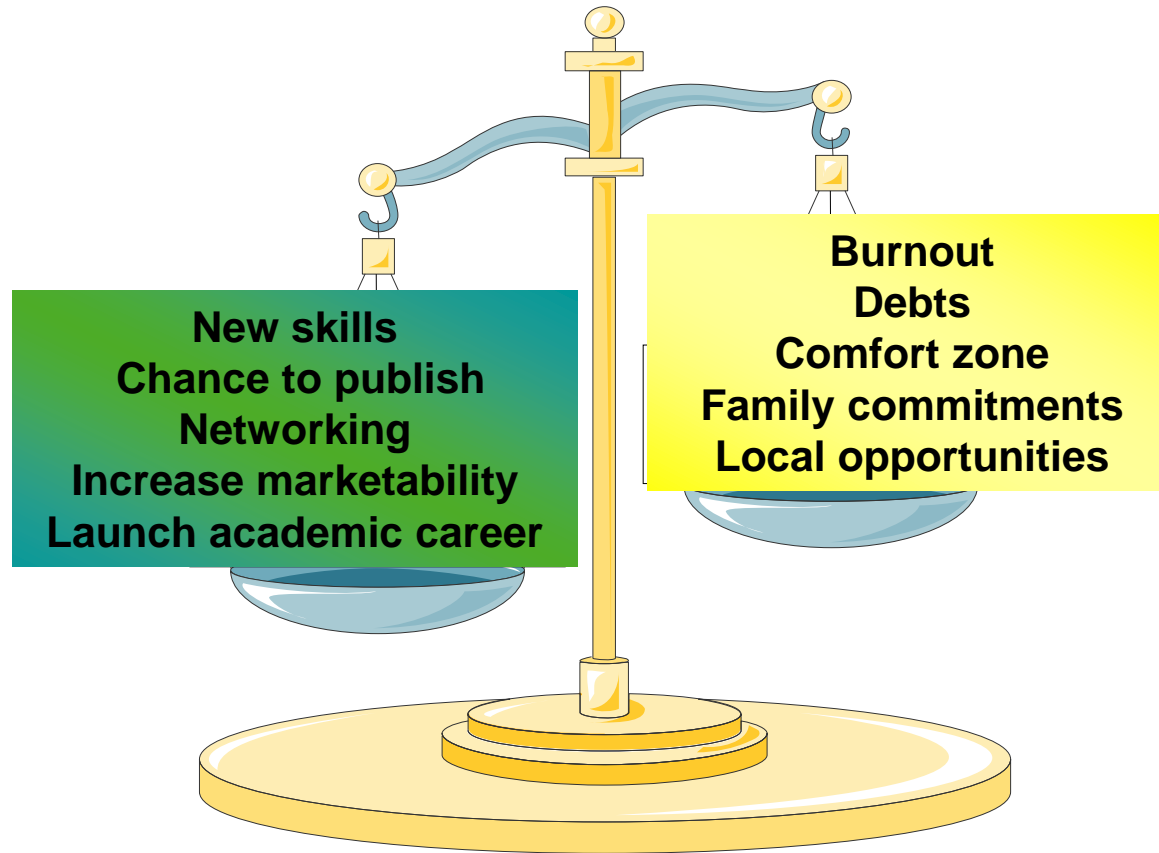 New skills
Chance to publish
Networking
Increase marketability
Launch academic career
Burnout
Debts
Comfort zone
Family commitments
Local opportunities